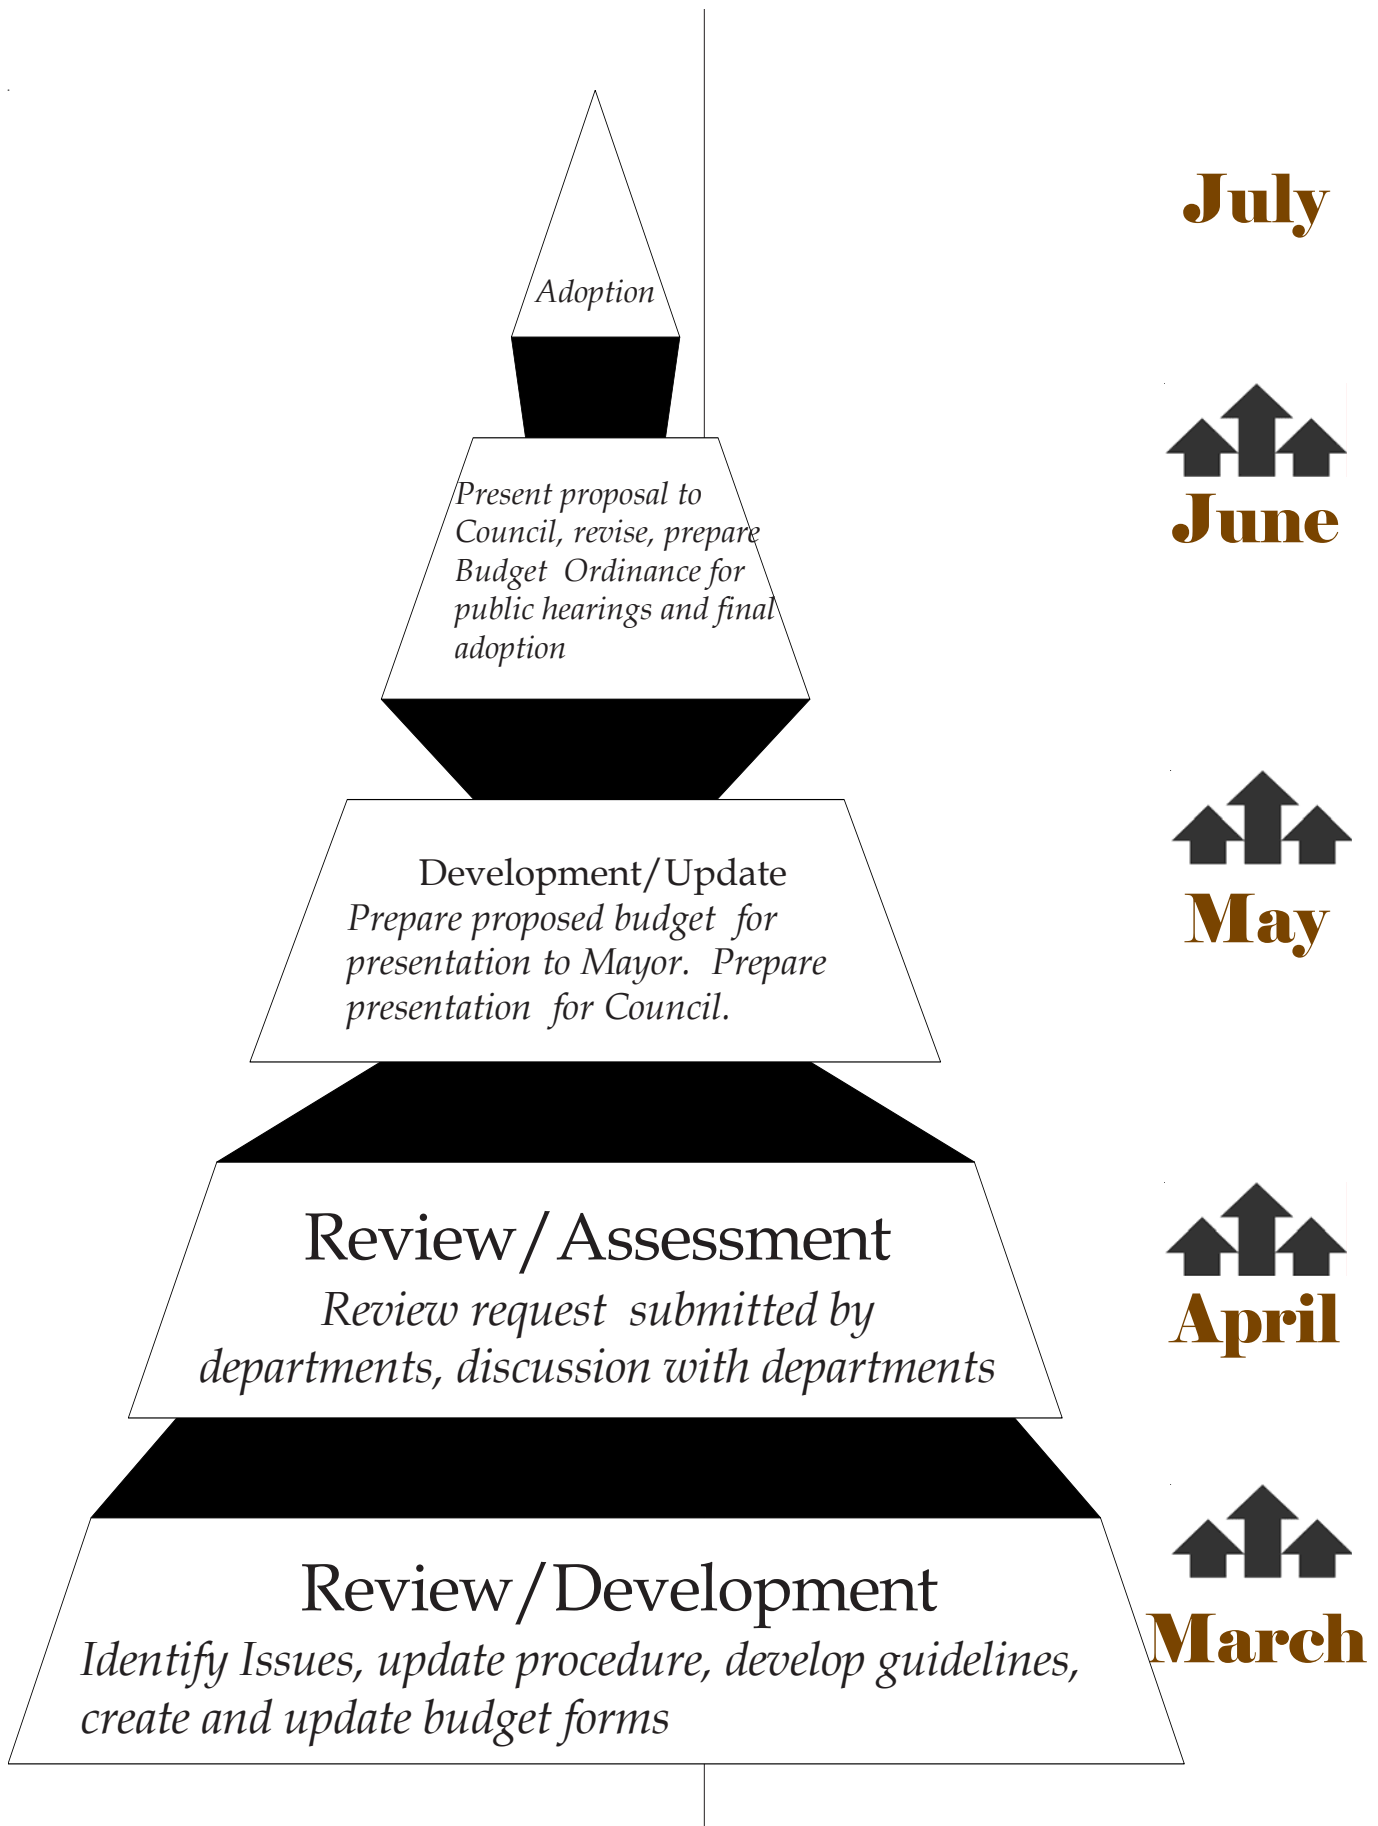 July
Adoption
June
Present proposal to
Council, revise, prepare
Budget Ordinance for
public hearings and final
adoption
May
Development/Update
Prepare proposed budget for
presentation to Mayor. Prepare
presentation for Council.
April
Review/Assessment
Review request submitted by
departments, discussion with departments
March
Review/Development
Identify Issues, update procedure, develop guidelines,
create and update budget forms